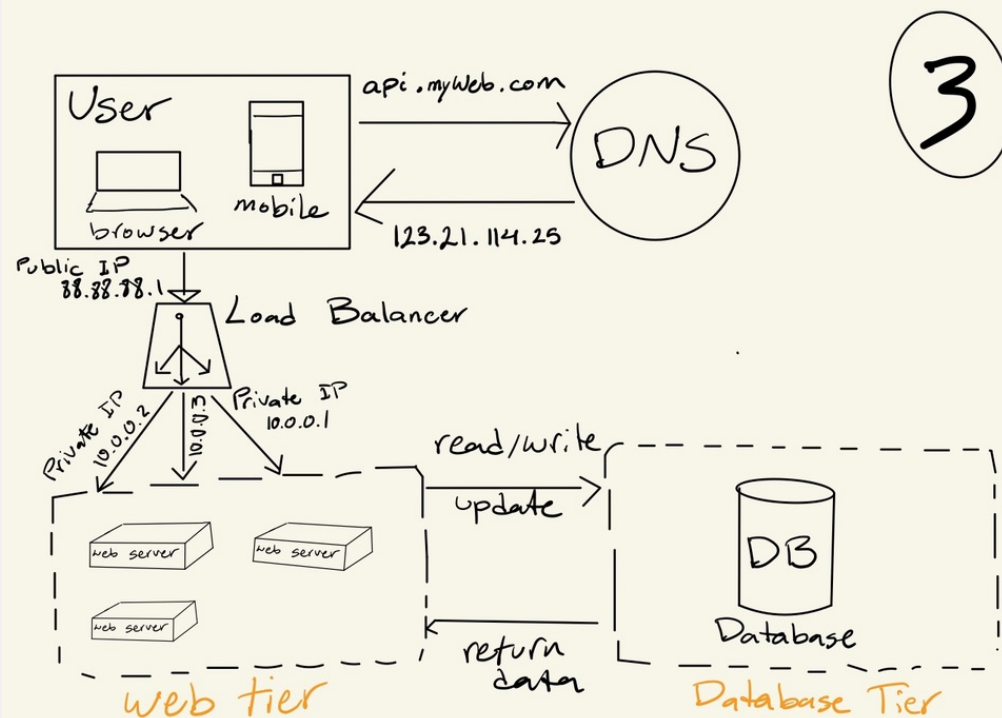 3
User
mobile
browser
api.myWeb.com
DNS
123.21.114.25
Public IP
88.88.88.1
Load Balancer
Private IP
10.0.0.2
10.0.0.3
Private IP
10.0.0.1
read/write
update
web server
web server
web server
DB
Database
return
data
web tier
Database Tier